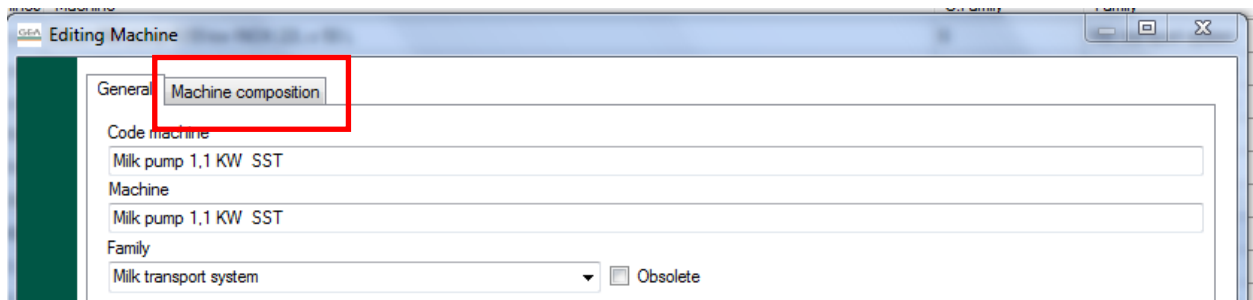 GEA Editing Machine
General Machine composition
Code machine
Milk pump 1,1 KW  SST
Machine
Milk pump 1,1 KW  SST
Family
Milk transport system
Obsolete